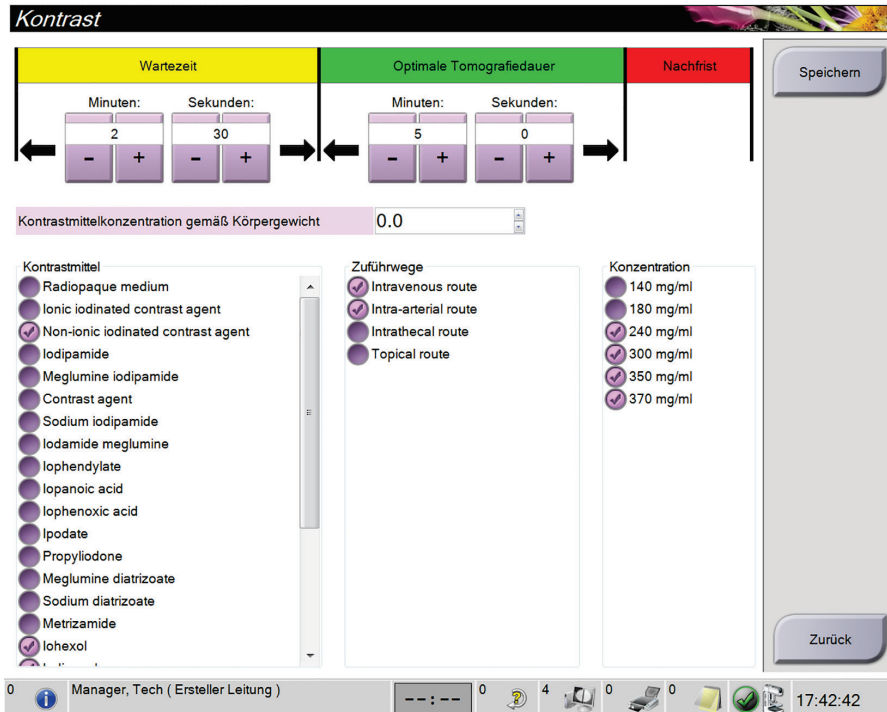 Kontrast
Wartezeit
Optimale Tomografiedauer
Nachfrist
Speichern
Minuten:
Sekunden:
Minuten:
Sekunden:
2
30
5
0
- + - + - + - +
Kontrastmittelkonzentration gemäß Körpergewicht
0.0
Kontrastmittel
Radiopaque medium
Ionic iodinated contrast agent
Non-ionic iodinated contrast agent
Iodipamide
Meglumine iodipamide
Contrast agent
Sodium iodipamide
Iodamide meglumine
Iophendylate
Iopanoic acid
Iophenoxic acid
Ipodate
Propyliodone
Meglumine diatrizoate
Sodium diatrizoate
Metrizamide
Iohexol
Zuführwege
Intravenous route
Intra-arterial route
Intrathecal route
Topical route
Konzentration
140 mg/ml
180 mg/ml
240 mg/ml
300 mg/ml
350 mg/ml
370 mg/ml
Zurück
0 Manager, Tech ( Ersteller Leitung ) --:-- 0 4 0 0 17:42:42